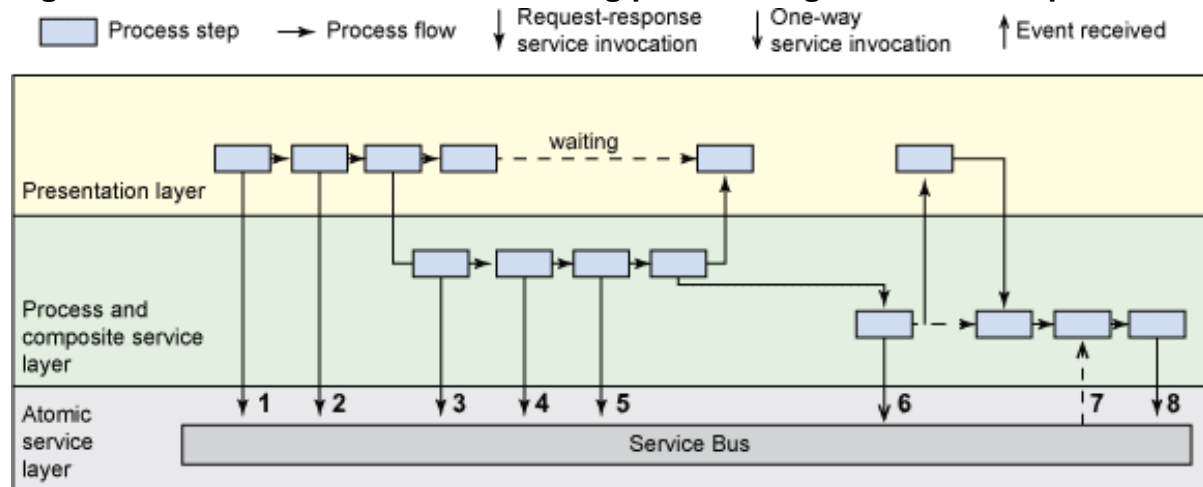 Process step
Process flow
Request-response
service invocation
One-way
service invocation
Event received
waiting
Presentation layer
Process and
composite service
layer
1 2 3 4 5 6 7 8
Atomic
service
layer
Service Bus